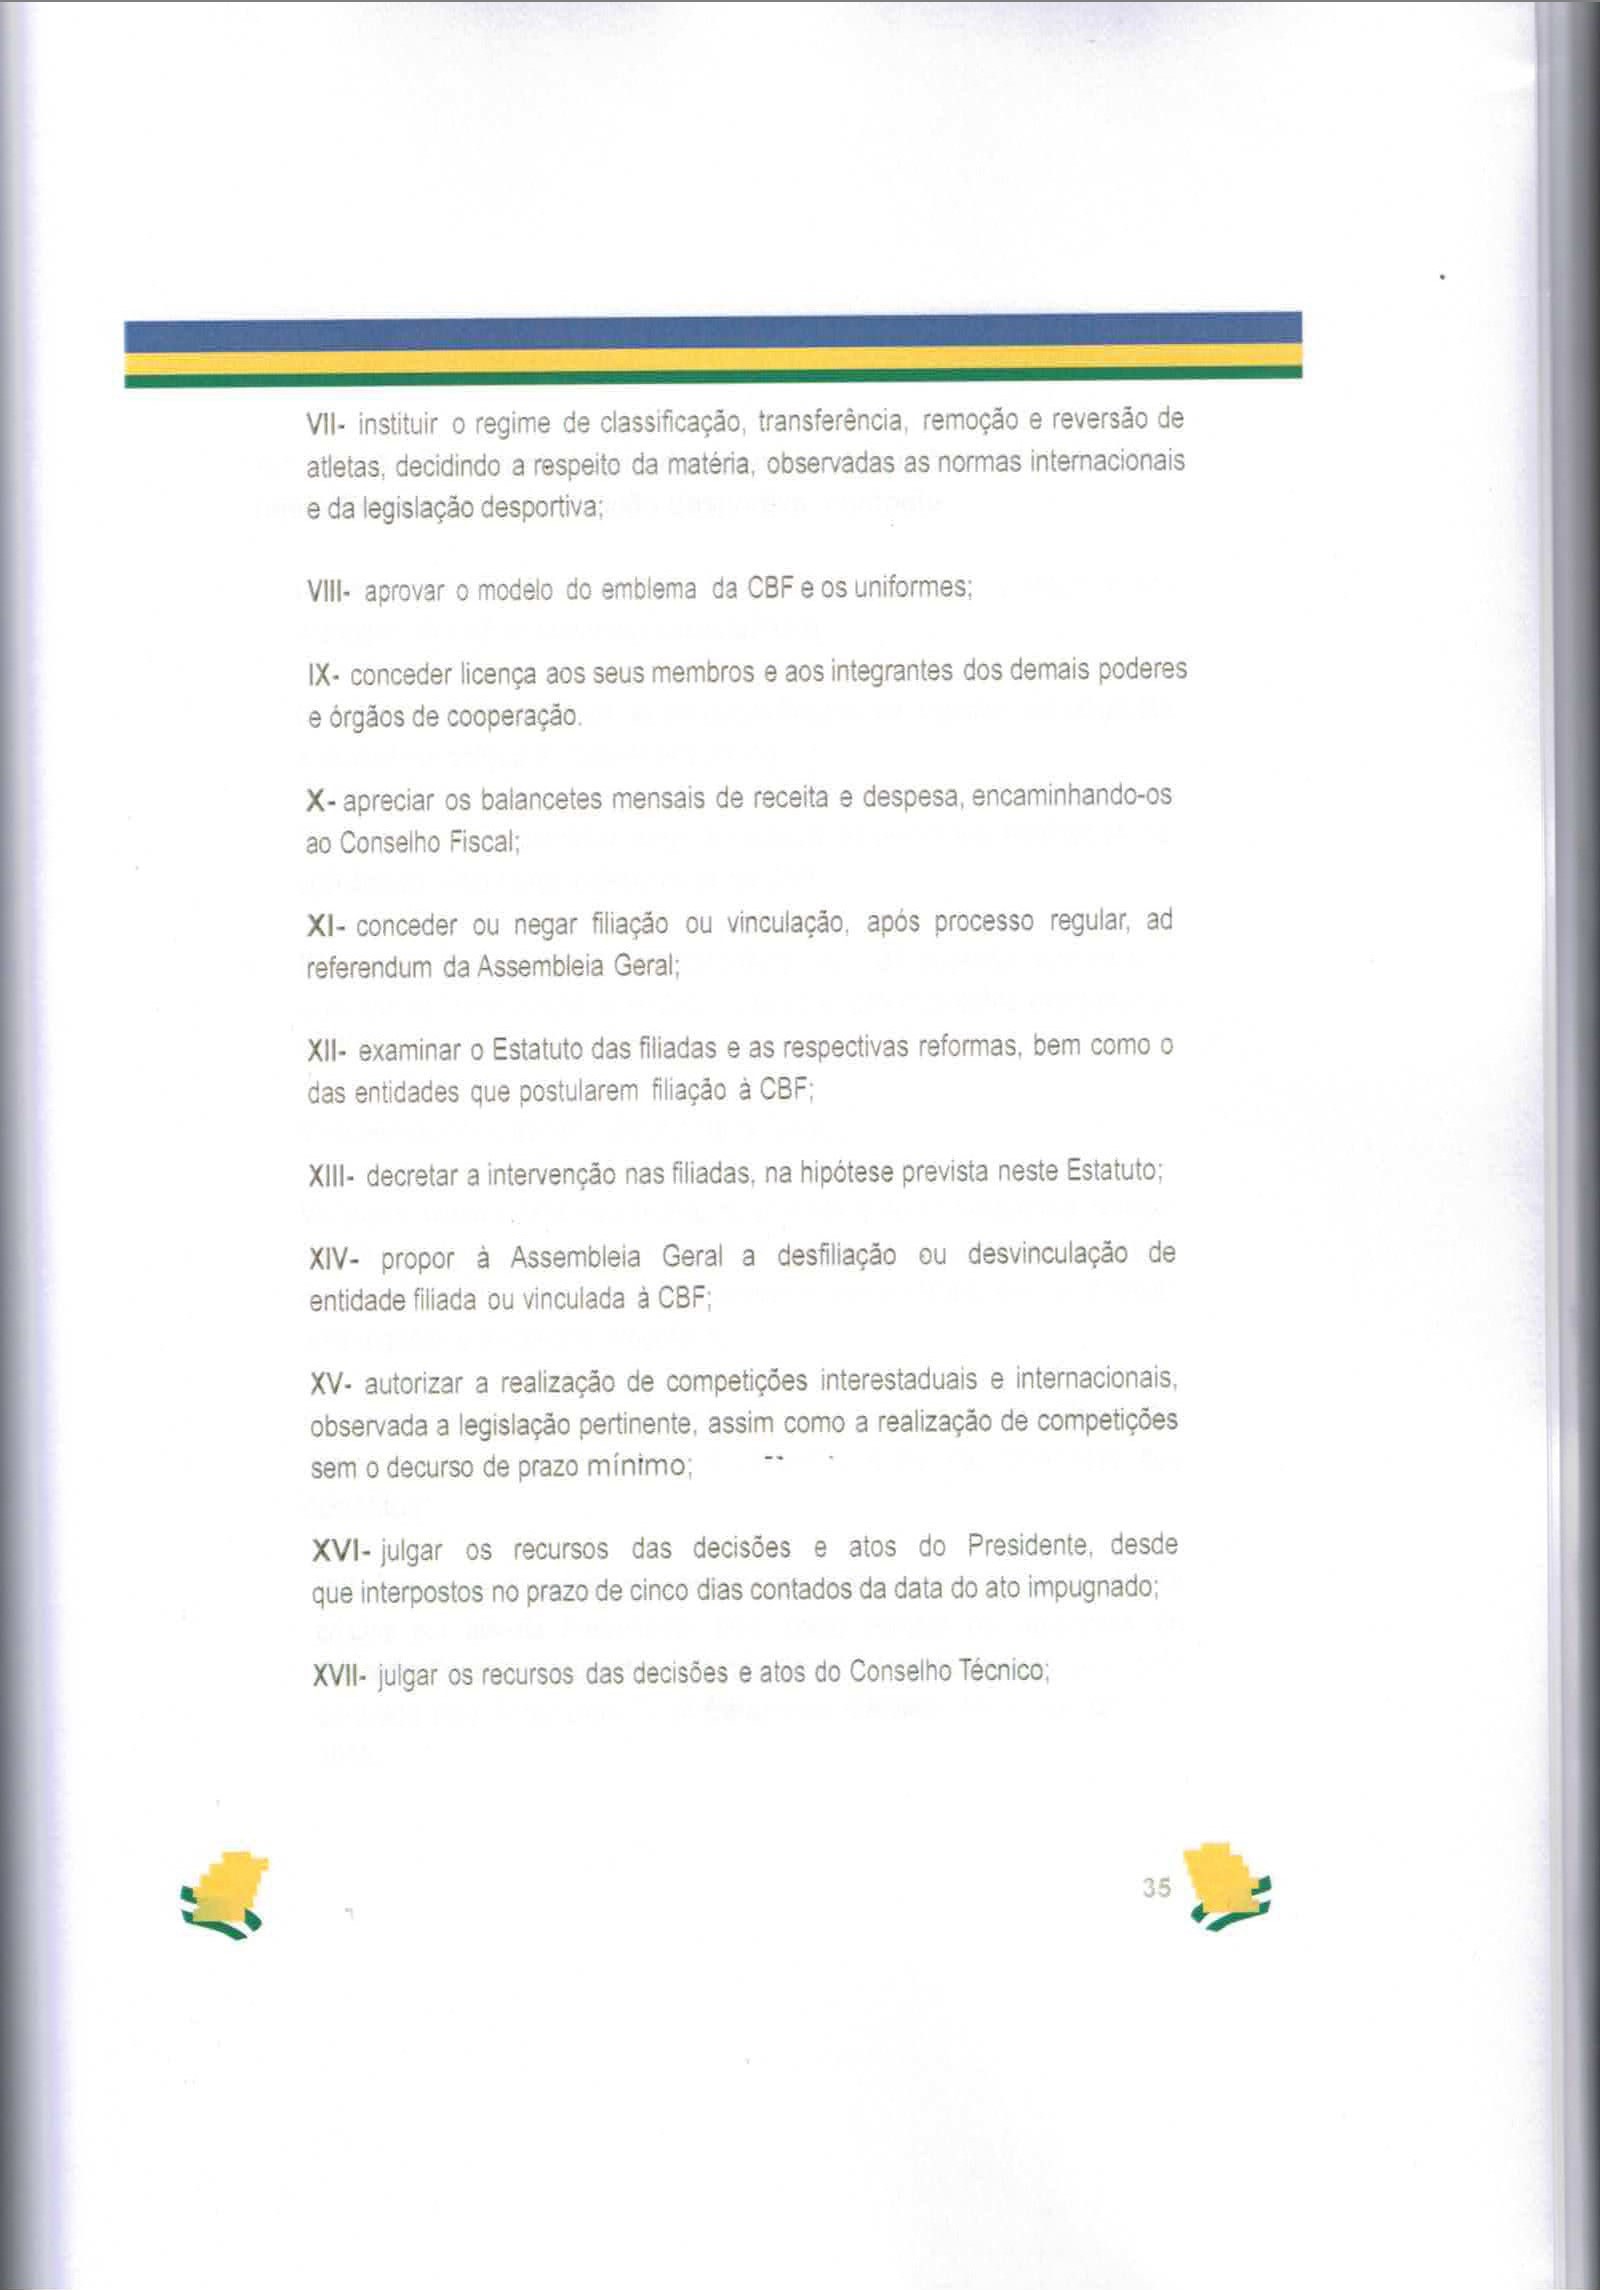 VII- instituir o regime de classificação, transferência, remoção e reversão de
atletas, decidindo a respeito da matéria, observadas as normas internacionais
e da legislação desportiva;
VIII- aprovar o modelo do emblema da CBF e os uniformes;
IX- conceder licença aos seus membros e aos integrantes dos demais poderes
e órgãos de cooperação.
X- apreciar os balancetes mensais de receita e despesa, encaminhando-os
ao Conselho Fiscal;
XI- conceder ou negar filiação ou vinculação, após processo regular, ad
referendum da Assembleia Geral;
XII- examinar o Estatuto das filiadas e as respectivas reformas, bem como o
das entidades que postularem filiação à CBF;
XIII- decretar a intervenção nas filiadas, na hipótese prevista neste Estatuto;
XIV- propor à Assembleia Geral a desfiliação ou desvinculação de
entidade filiada ou vinculada à CBF;
XV- autorizar a realização de competições interestaduais e internacionais,
observada a legislação pertinente, assim como a realização de competições
sem o decurso de prazo mínimo;
XVI- julgar os recursos das decisões e atos do Presidente, desde
que interpostos no prazo de cinco dias contados da data do ato impugnado;
XVII- julgar os recursos das decisões e atos do Conselho Técnico;
35